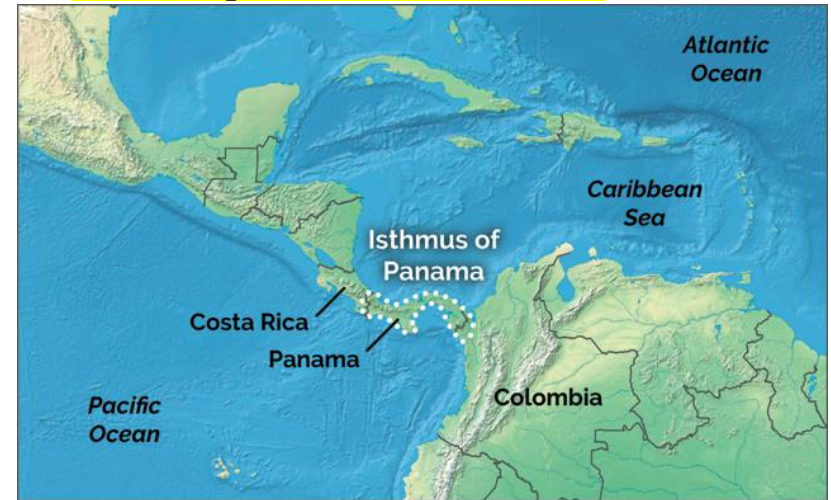 Atlantic
Ocean
Caribbean
Sea
Isthmus of
Panama
Costa Rica
Panama
Colombia
Pacific
Ocean